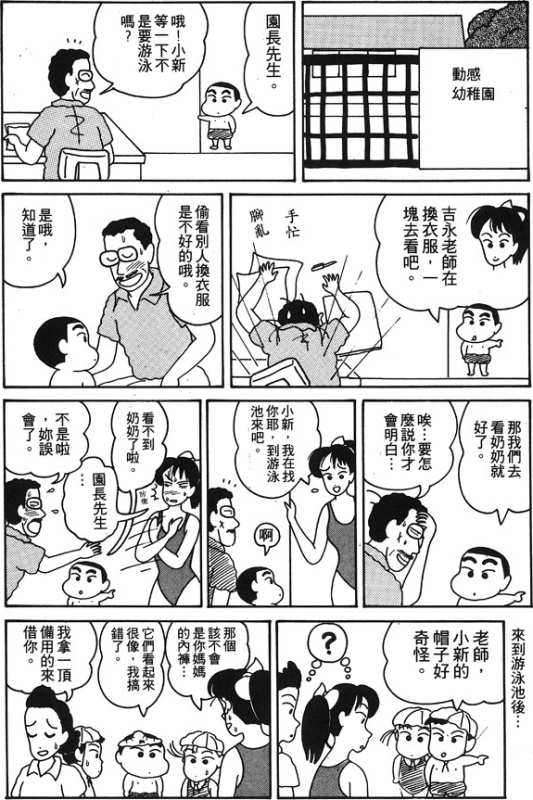 動感
幼稚園
園長先生。
哦！小新
等一下不
是要游泳
嗎？
吉永老師在
換衣服，一
塊去看吧。
手忙
腳亂
偷看別人換衣服
是不好的哦。
是哦，
知道了。
那我們去
看奶奶就
好了。
唉…要怎
麼說你才
會明白…
小新，我在找
你耶，到游泳
池來吧。
啊
看不到
奶奶了啦。
園長先生
…
不是啦
，妳誤
會了。
來到游泳池後…
老師，
小新的
帽子好
奇怪。
？
那個
該不會
是你媽媽
的內褲…
它們看起來
很像，我搞
錯了。
我拿一頂
備用的來
借你。